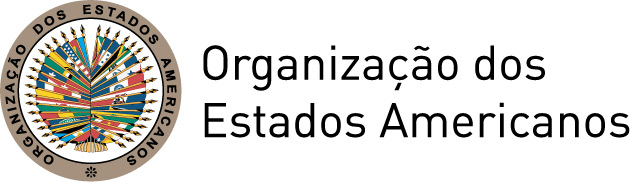 ORGANIZAÇÃO DOS ESTADOS AMERICANOS
Organização dos
Estados Americanos